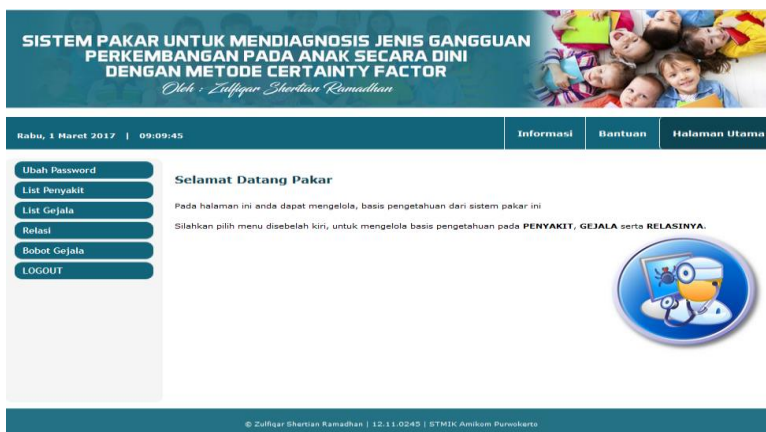 SISTEM PAKAR UNTUK MENDIAGNOSIS JENIS GANGGUAN
PERKEMBANGAN PADA ANAK SECARA DINI
DENGAN METODE CERTAINTY FACTOR
Oleh : Zulfiqar Shertian Ramadhan
Rabu, 1 Maret 2017 | 09:09:45
Informasi
Bantuan
Halaman Utama
Ubah Password
List Penyakit
List Gejala
Relasi
Bobot Gejala
LOGOUT
Selamat Datang Pakar
Pada halaman ini anda dapat mengelola, basis pengetahuan dari sistem pakar ini
Silahkan pilih menu disebelah kiri, untuk mengelola basis pengetahuan pada PENYAKIT, GEJALA serta RELASINYA.
© Zulfiqar Shertian Ramadhan | 12.11.0245 | STMIK Amikom Purwokerto